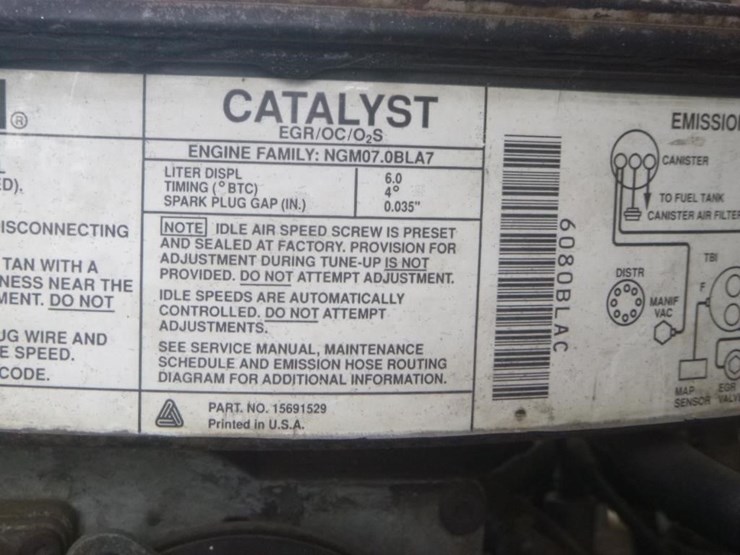 ®
ED).
ISCONNECTING
TAN WITH A
NESS NEAR THE
MENT. DO NOT
UG WIRE AND
E SPEED.
CODE.
CATALYST
EGR/OC/O₂S
ENGINE FAMILY: NGM07.0BLA7
LITER DISPL 6.0
TIMING (°BTC) 4°
SPARK PLUG GAP (IN.) 0.035"
NOTE IDLE AIR SPEED SCREW IS PRESET
AND SEALED AT FACTORY. PROVISION FOR
ADJUSTMENT DURING TUNE-UP IS NOT
PROVIDED. DO NOT ATTEMPT ADJUSTMENT.
IDLE SPEEDS ARE AUTOMATICALLY
CONTROLLED. DO NOT ATTEMPT
ADJUSTMENTS.
SEE SERVICE MANUAL, MAINTENANCE
SCHEDULE AND EMISSION HOSE ROUTING
DIAGRAM FOR ADDITIONAL INFORMATION.
PART. NO. 15691529
Printed in U.S.A.
6080BLAC
EMISSIO
CANISTER
TO FUEL TANK
CANISTER AIR FILTER
DISTR
MANIF
VAC
TBI
F
MAP
SENSOR
EGR
VALV